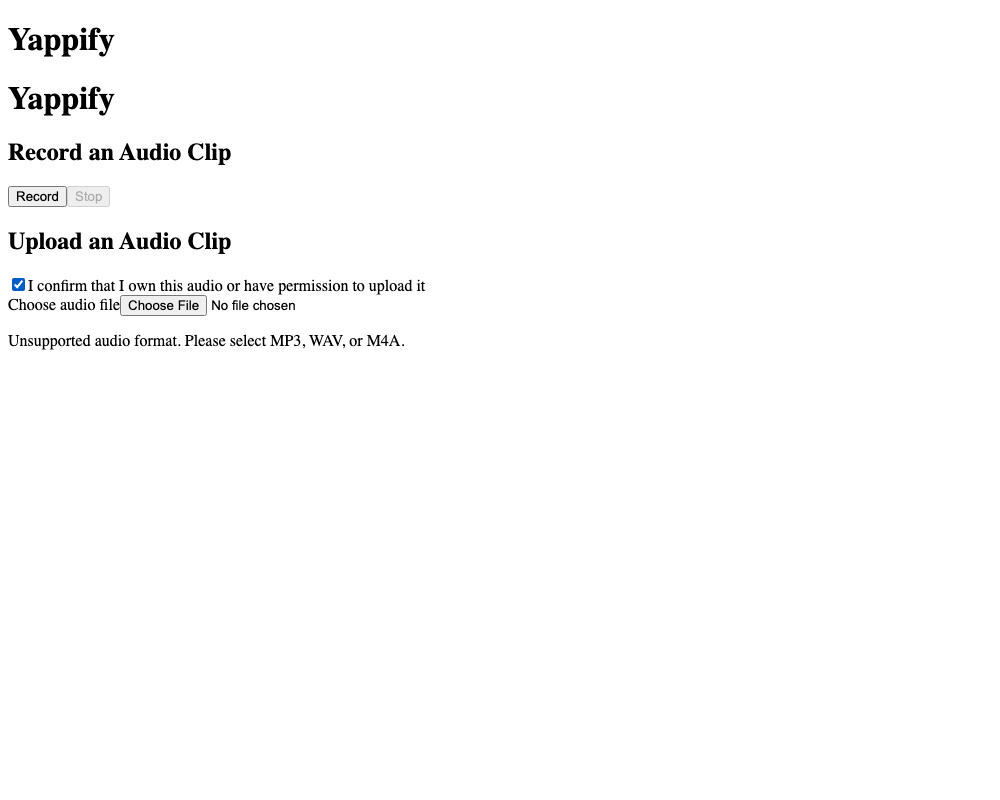 Yappify
Yappify
Record an Audio Clip
Record Stop
Upload an Audio Clip
I confirm that I own this audio or have permission to upload it
Choose audio file Choose File No file chosen
Unsupported audio format. Please select MP3, WAV, or M4A.